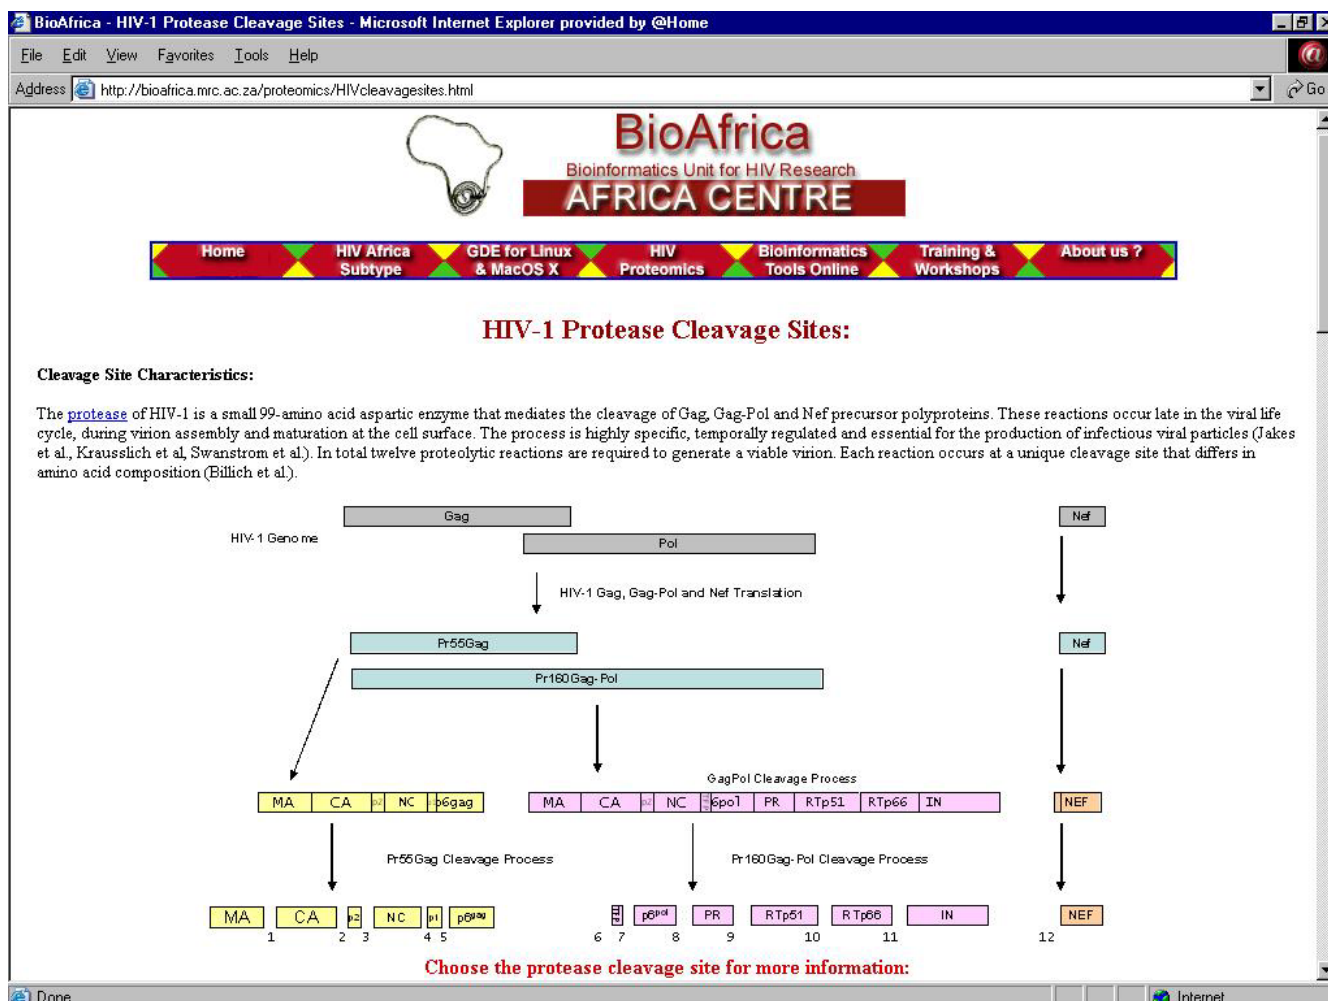 BioAfrica - HIV-1 Protease Cleavage Sites - Microsoft Internet Explorer provided by @Home
File Edit View Favorites Tools Help
Address http://bioafrica.mrc.ac.za/proteomics/HIVcleavagesites.html Go
BioAfrica
Bioinformatics Unit for HIV Research
AFRICA CENTRE
Home HIV Africa Subtype GDE for Linux & MacOS X HIV Proteomics Bioinformatics Tools Online Training & Workshops About us ?
HIV-1 Protease Cleavage Sites:
Cleavage Site Characteristics:
The protease of HIV-1 is a small 99-amino acid aspartic enzyme that mediates the cleavage of Gag, Gag-Pol and Nef precursor polyproteins. These reactions occur late in the viral life
cycle, during virion assembly and maturation at the cell surface. The process is highly specific, temporally regulated and essential for the production of infectious viral particles (Jakes
et al., Krausslich et al, Swanstrom et al.). In total twelve proteolytic reactions are required to generate a viable virion. Each reaction occurs at a unique cleavage site that differs in
amino acid composition (Billich et al.).
Gag Nef
HIV-1 Genome Pol
HIV-1 Gag, Gag-Pol and Nef Translation
Pr55Gag Nef
Pr160Gag-Pol
GagPol Cleavage Process
MA CA p2 NC p6gag MA CA p2 NC p6pol PR RTp51 RTp66 IN NEF
Pr55Gag Cleavage Process Pr160Gag-Pol Cleavage Process
MA CA p2 NC p1 p6gag p6pol PR RTp51 RTp66 IN NEF
1 2 3 4 5 6 7 8 9 10 11 12
Choose the protease cleavage site for more information:
Done Internet